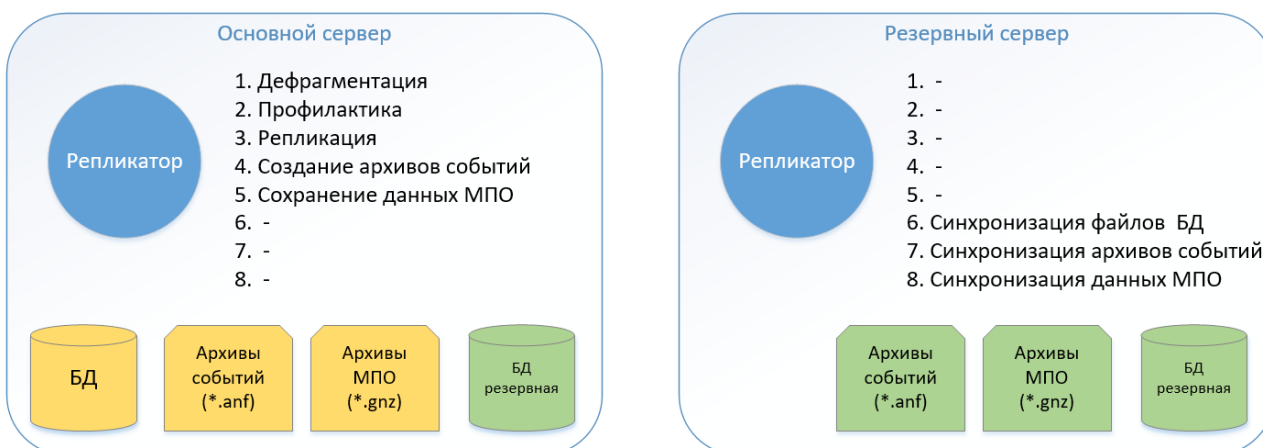 Основной сервер
Репликатор
1. Дефрагментация
2. Профилактика
3. Репликация
4. Создание архивов событий
5. Сохранение данных МПО
6. -
7. -
8. -
БД
Архивы
событий
(*.anf)
Архивы
МПО
(*.gnz)
БД
резервная
Резервный сервер
Репликатор
1. -
2. -
3. -
4. -
5. -
6. Синхронизация файлов БД
7. Синхронизация архивов событий
8. Синхронизация данных МПО
Архивы
событий
(*.anf)
Архивы
МПО
(*.gnz)
БД
резервная